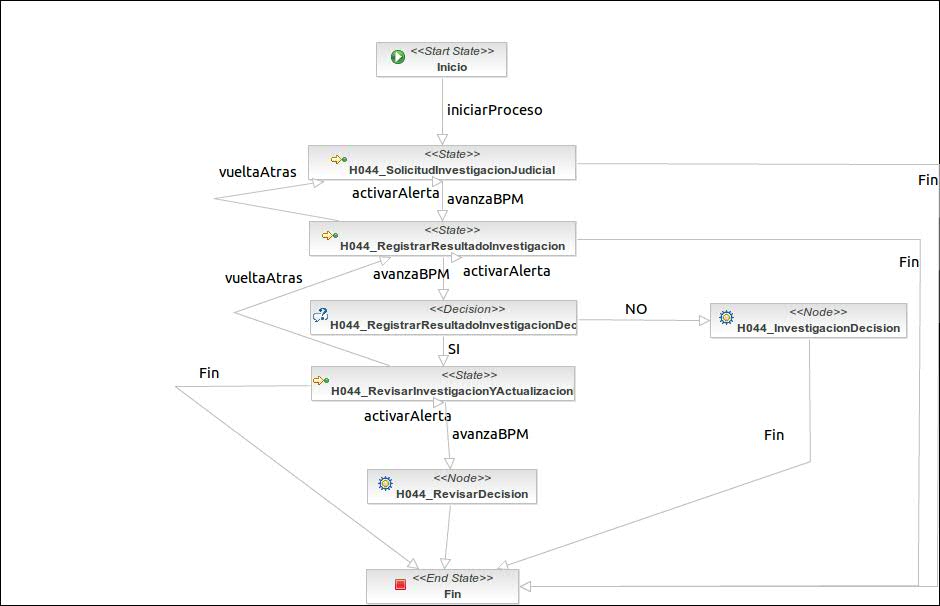 <<Start State>>
Inicio
iniciarProceso
<<State>>
H044_SolicitudInvestigacionJudicial
vueltaAtras
Fin
activarAlerta
avanzaBPM
<<State>>
H044_RegistrarResultadoInvestigacion
Fin
vueltaAtras
avanzaBPM
activarAlerta
<<Decision>>
H044_RegistrarResultadoInvestigacionDec
NO
<<Node>>
H044_InvestigacionDecision
SI
Fin
<<State>>
H044_RevisarInvestigacionYActualizacion
activarAlerta
avanzaBPM
Fin
<<Node>>
H044_RevisarDecision
<<End State>>
Fin